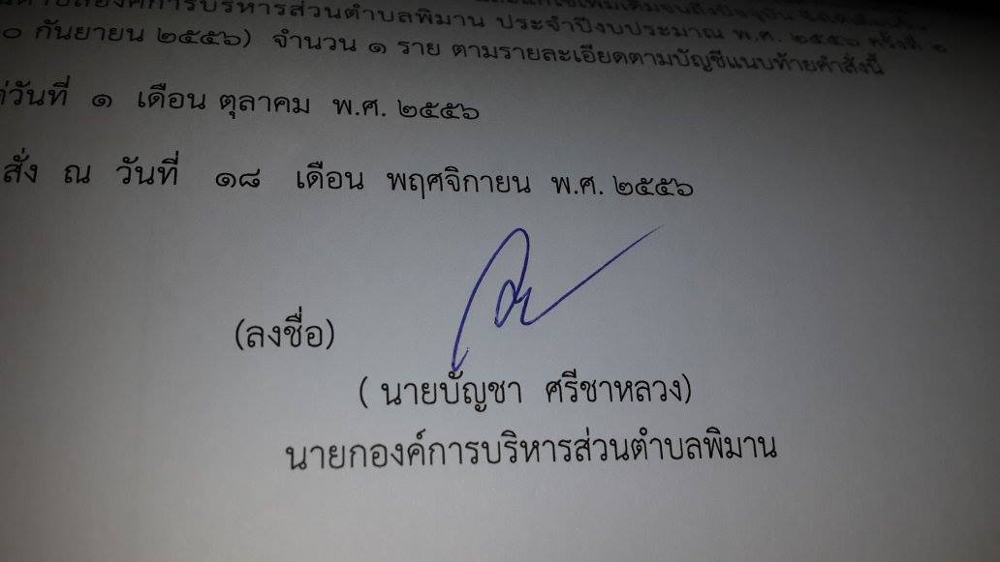 องค์การบริหารส่วนตำบลพิมาน ประจำปีงบประมาณ พ.ศ. ๒๕๕๖ ครั้งที่ ๒
๐ กันยายน ๒๕๕๖) จำนวน ๑ ราย ตามรายละเอียดตามบัญชีแนบท้ายคำสั่งนี้
วันที่ ๑ เดือน ตุลาคม พ.ศ. ๒๕๕๖
สั่ง ณ วันที่ ๑๘ เดือน พฤศจิกายน พ.ศ. ๒๕๕๖
(ลงชื่อ)
( นายบัญชา ศรีชาหลวง)
นายกองค์การบริหารส่วนตำบลพิมาน